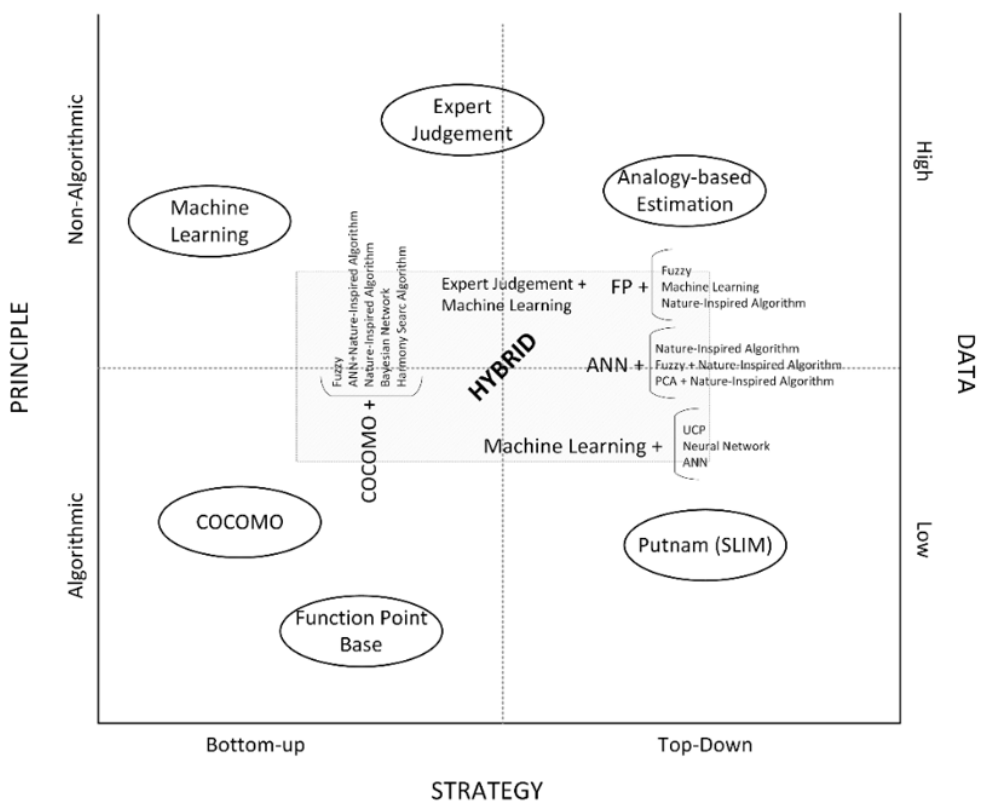 PRINCIPLE
Non-Algorithmic
Algorithmic
Expert
Judgement
Analogy-based
Estimation
Machine
Learning
High
DATA
Low
Expert Judgement +
Machine Learning
FP +
Fuzzy
Machine Learning
Nature-Inspired Algorithm
Fuzzy
ANN+Nature-Inspired Algorithm
Nature-Inspired Algorithm
Bayesian Network
Harmony Searc Algorithm
COCOMO +
HYBRID
ANN +
Nature-Inspired Algorithm
Fuzzy + Nature-Inspired Algorithm
PCA + Nature-Inspired Algorithm
Machine Learning +
UCP
Neural Network
ANN
COCOMO
Putnam (SLIM)
Function Point
Base
Bottom-up
Top-Down
STRATEGY